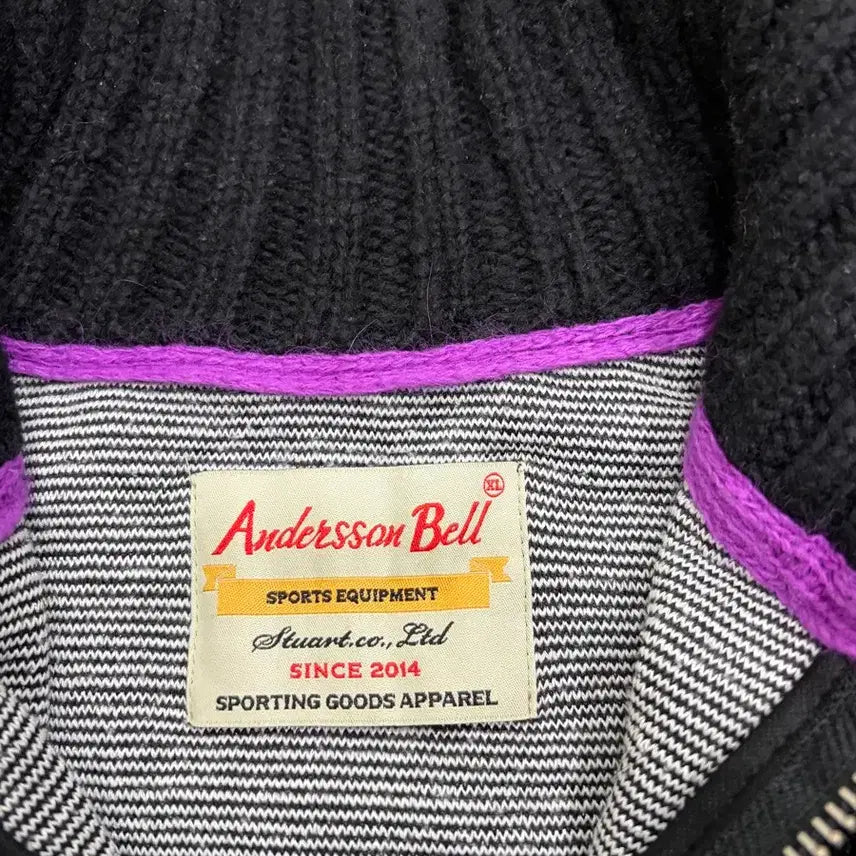 XL
Andersson Bell
SPORTS EQUIPMENT
Stuart.co., Ltd
SINCE 2014
SPORTING GOODS APPAREL